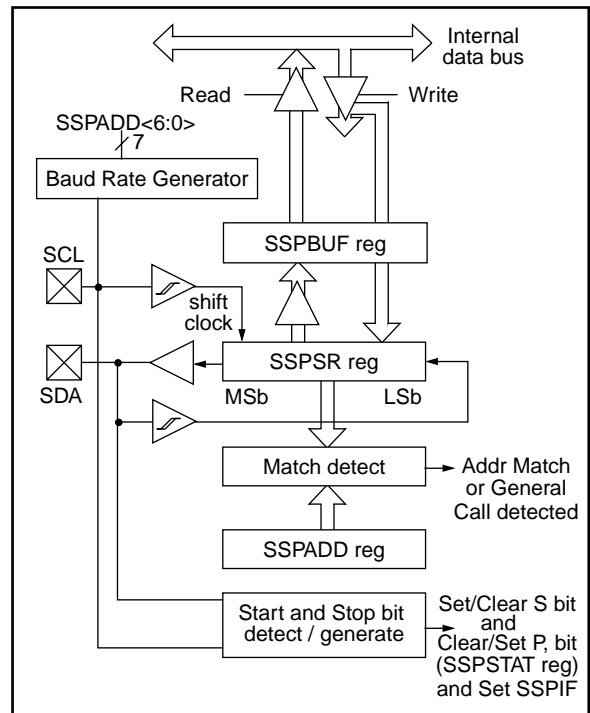 Internal
data bus
Read
Write
SSPADD<6:0>
7
Baud Rate Generator
SSPBUF reg
SCL
shift
clock
SSPSR reg
SDA
MSb
LSb
Match detect
Addr Match
or General
Call detected
SSPADD reg
Start and Stop bit
detect / generate
Set/Clear S bit
and
Clear/Set P, bit
(SSPSTAT reg)
and Set SSPIF